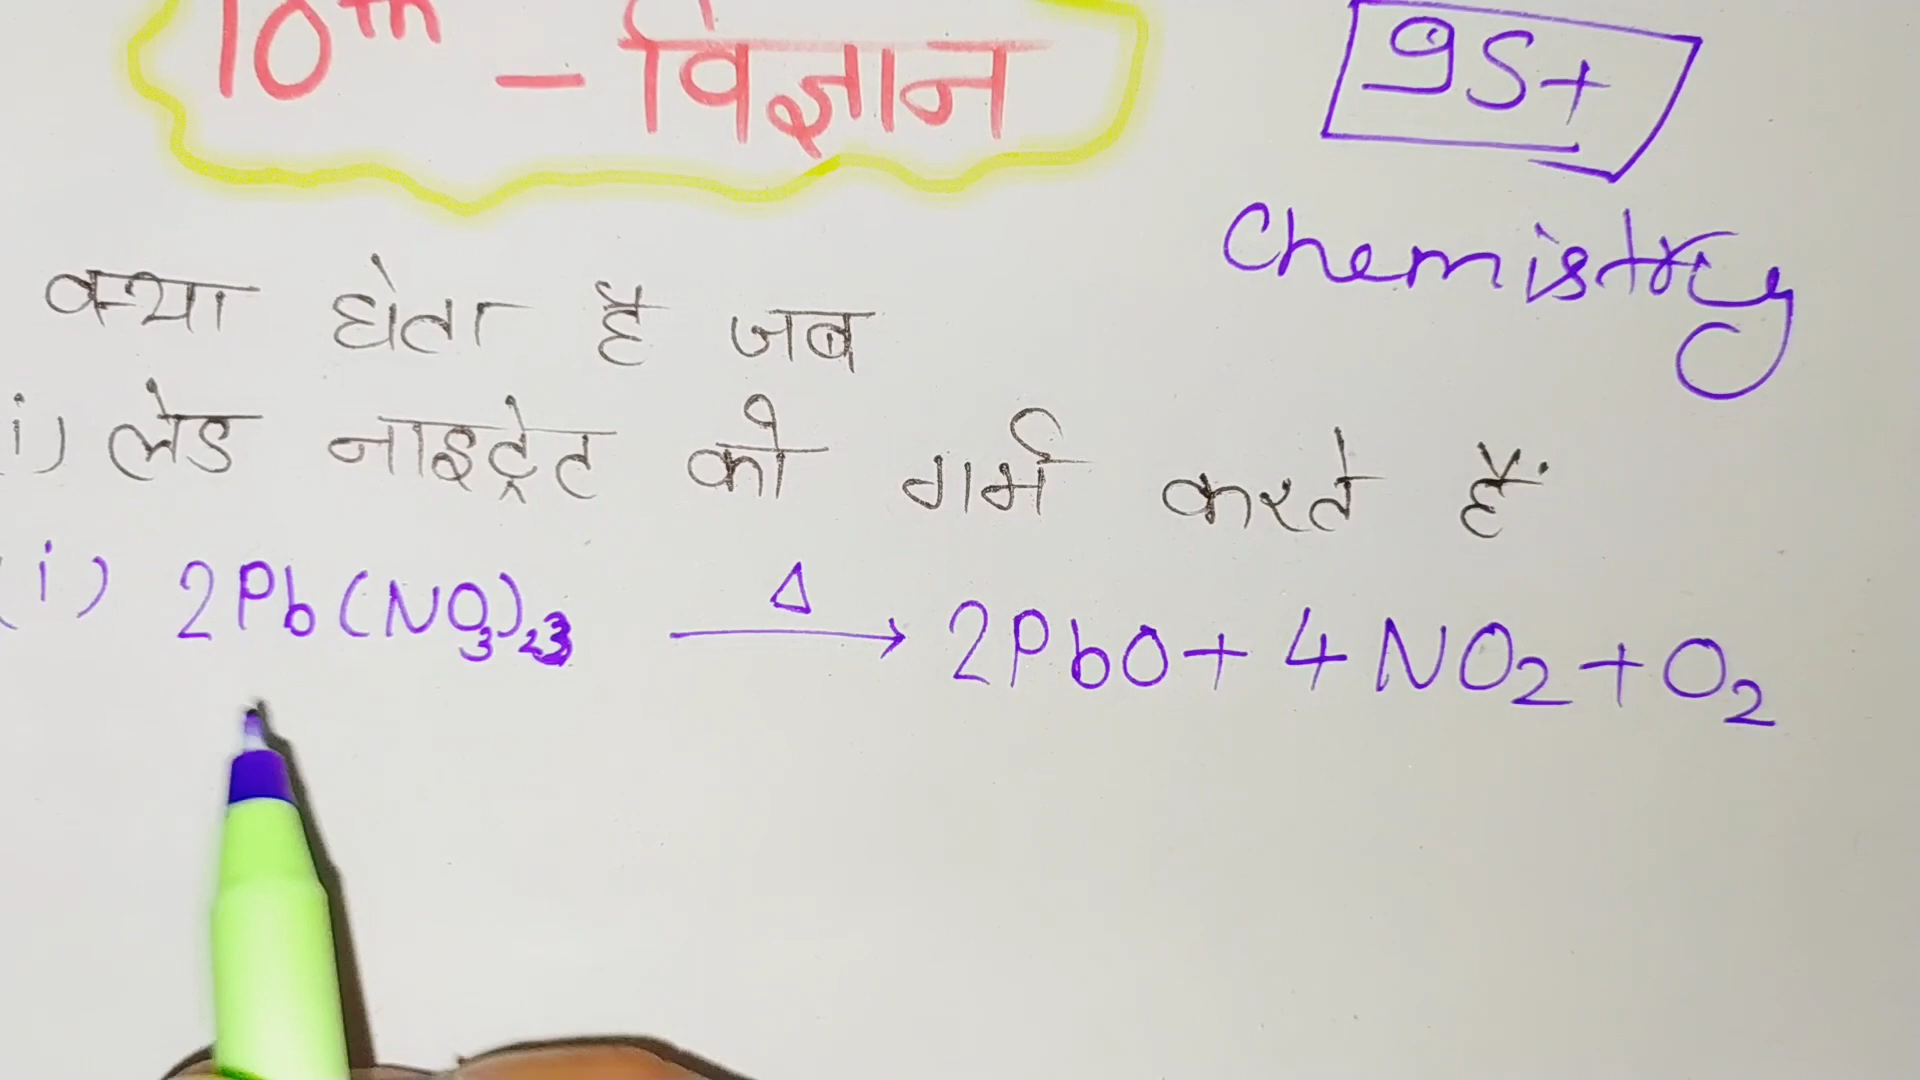 10th - विज्ञान
95+
Chemistry
क्या होता है जब
(i) लेड नाइट्रेट को गर्म करते हैं
(i) 2Pb(NO3)2 →Δ 2PbO + 4NO2 + O2